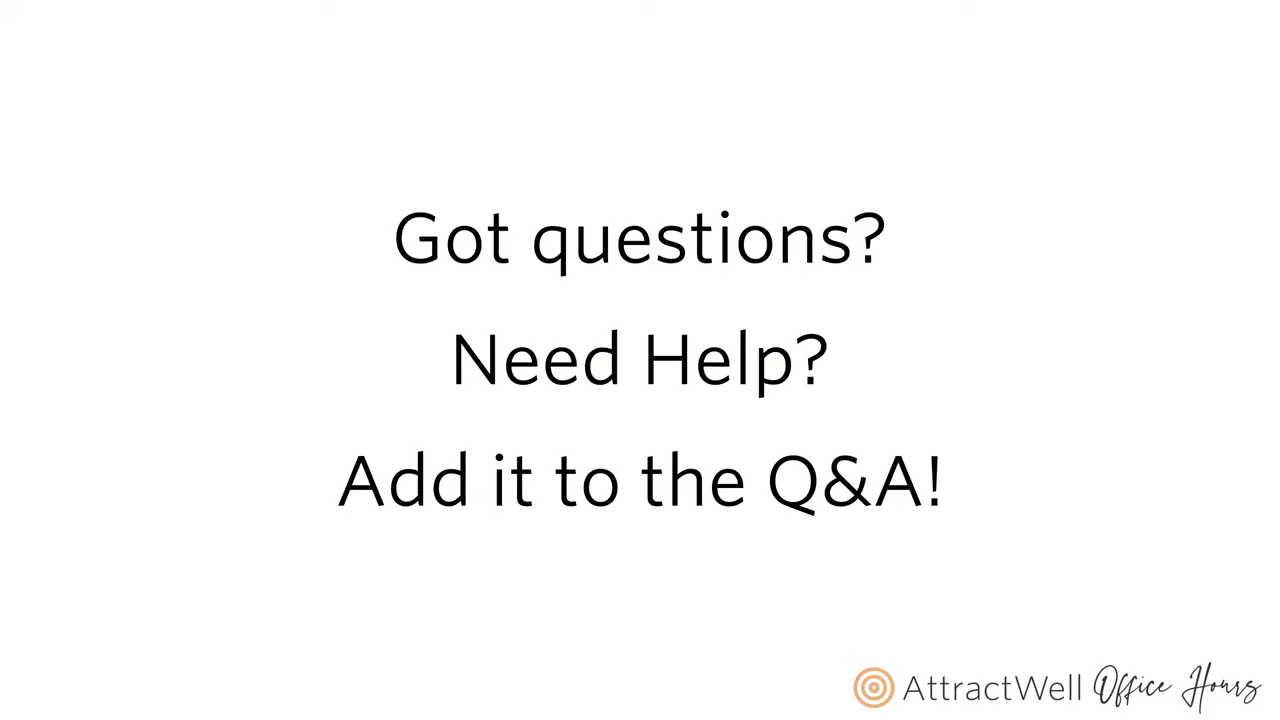 Got questions?
Need Help?
Add it to the Q&A!
AttractWell Office Hours